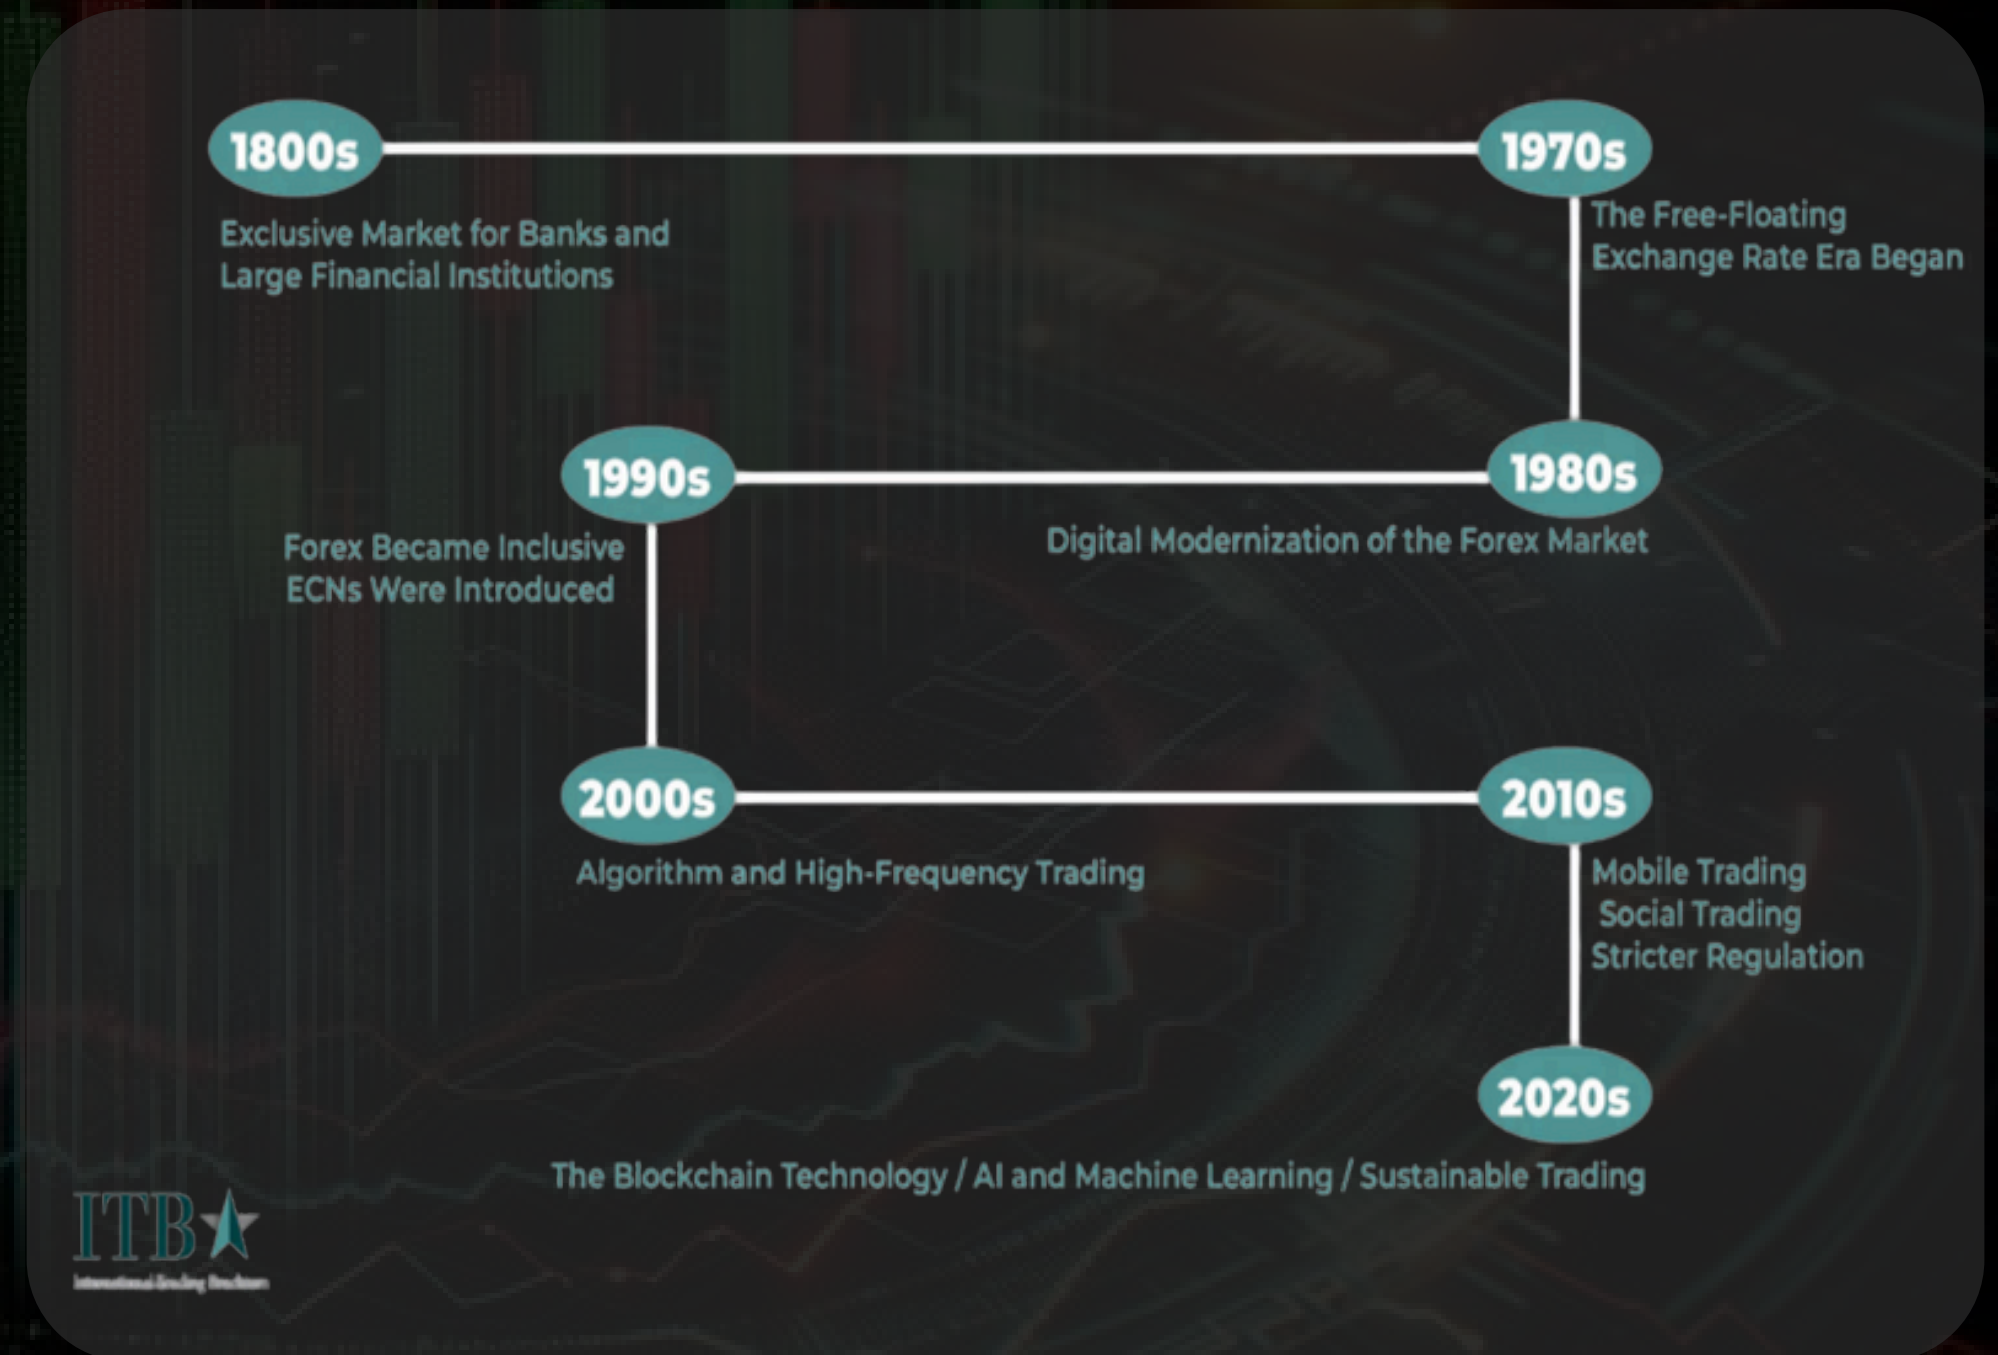 1800s
Exclusive Market for Banks and
Large Financial Institutions
1970s
The Free-Floating
Exchange Rate Era Began
1980s
Digital Modernization of the Forex Market
1990s
Forex Became Inclusive
ECNs Were Introduced
2000s
Algorithm and High-Frequency Trading
2010s
Mobile Trading
Social Trading
Stricter Regulation
2020s
The Blockchain Technology / AI and Machine Learning / Sustainable Trading
ITB
International Trading